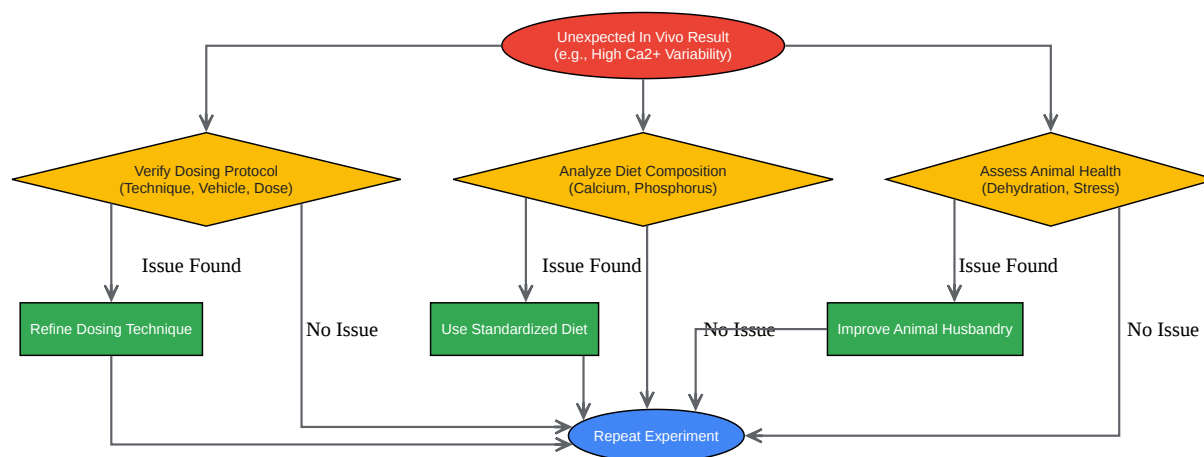 Unexpected In Vivo Result
(e.g., High Ca2+ Variability)
Verify Dosing Protocol
(Technique, Vehicle, Dose)
Analyze Diet Composition
(Calcium, Phosphorus)
Assess Animal Health
(Dehydration, Stress)
Issue Found
Issue Found
Issue Found
Refine Dosing Technique
No Issue
Use Standardized Diet
No Issue
Improve Animal Husbandry
No Issue
Repeat Experiment